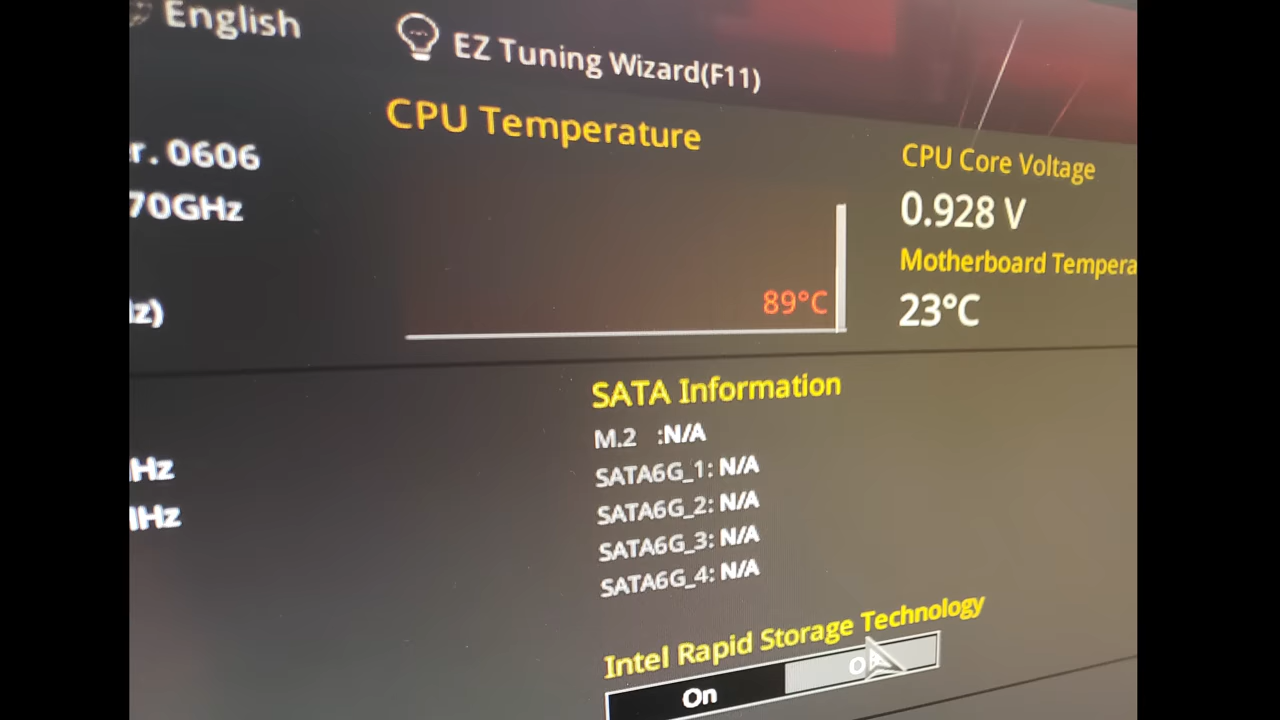 English
EZ Tuning Wizard(F11)
CPU Temperature
r. 0606
70GHz
z)
89°C
CPU Core Voltage
0.928 V
Motherboard Tempera
23°C
Hz
Hz
SATA Information
M.2 :N/A
SATA6G_1: N/A
SATA6G_2: N/A
SATA6G_3: N/A
SATA6G_4: N/A
Intel Rapid Storage Technology
On